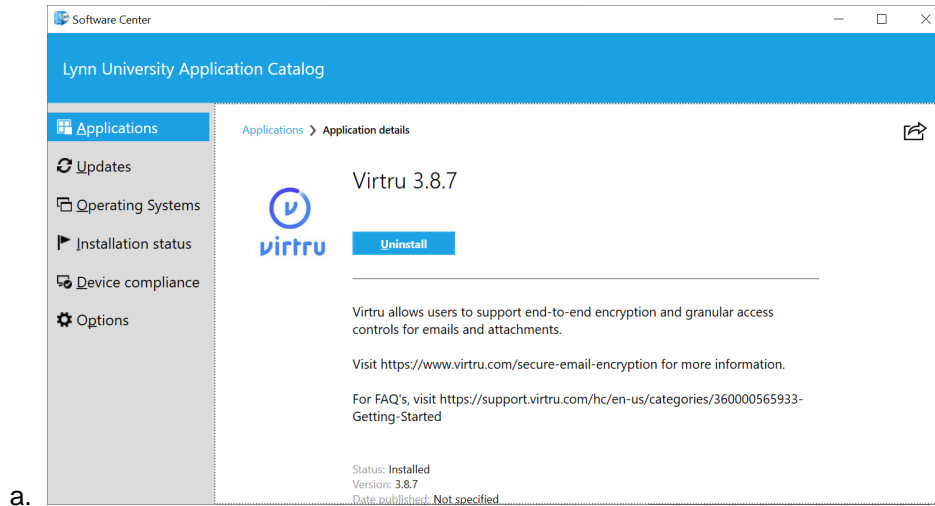 Software Center
Lynn University Application Catalog
Applications
Updates
Operating Systems
Installation status
Device compliance
Options
Applications ❯ Application details
Virtru 3.8.7
virtru
Uninstall
Virtru allows users to support end-to-end encryption and granular access
controls for emails and attachments.
Visit https://www.virtru.com/secure-email-encryption for more information.
For FAQ's, visit https://support.virtru.com/hc/en-us/categories/360000565933-
Getting-Started
Status: Installed
Version: 3.8.7
Date published: Not specified
a.